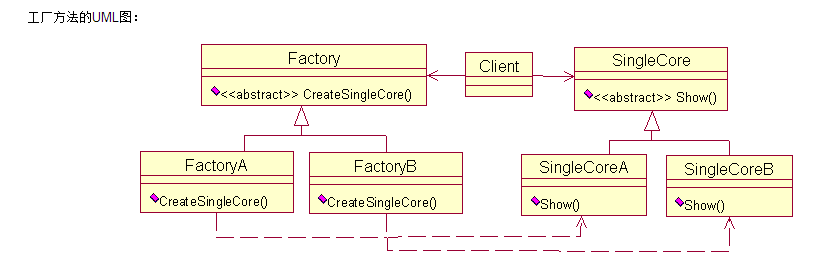 工厂方法的UML图：
Factory
<<abstract>> CreateSingleCore()
Client
SingleCore
<<abstract>> Show()
FactoryA
CreateSingleCore()
FactoryB
CreateSingleCore()
SingleCoreA
Show()
SingleCoreB
Show()